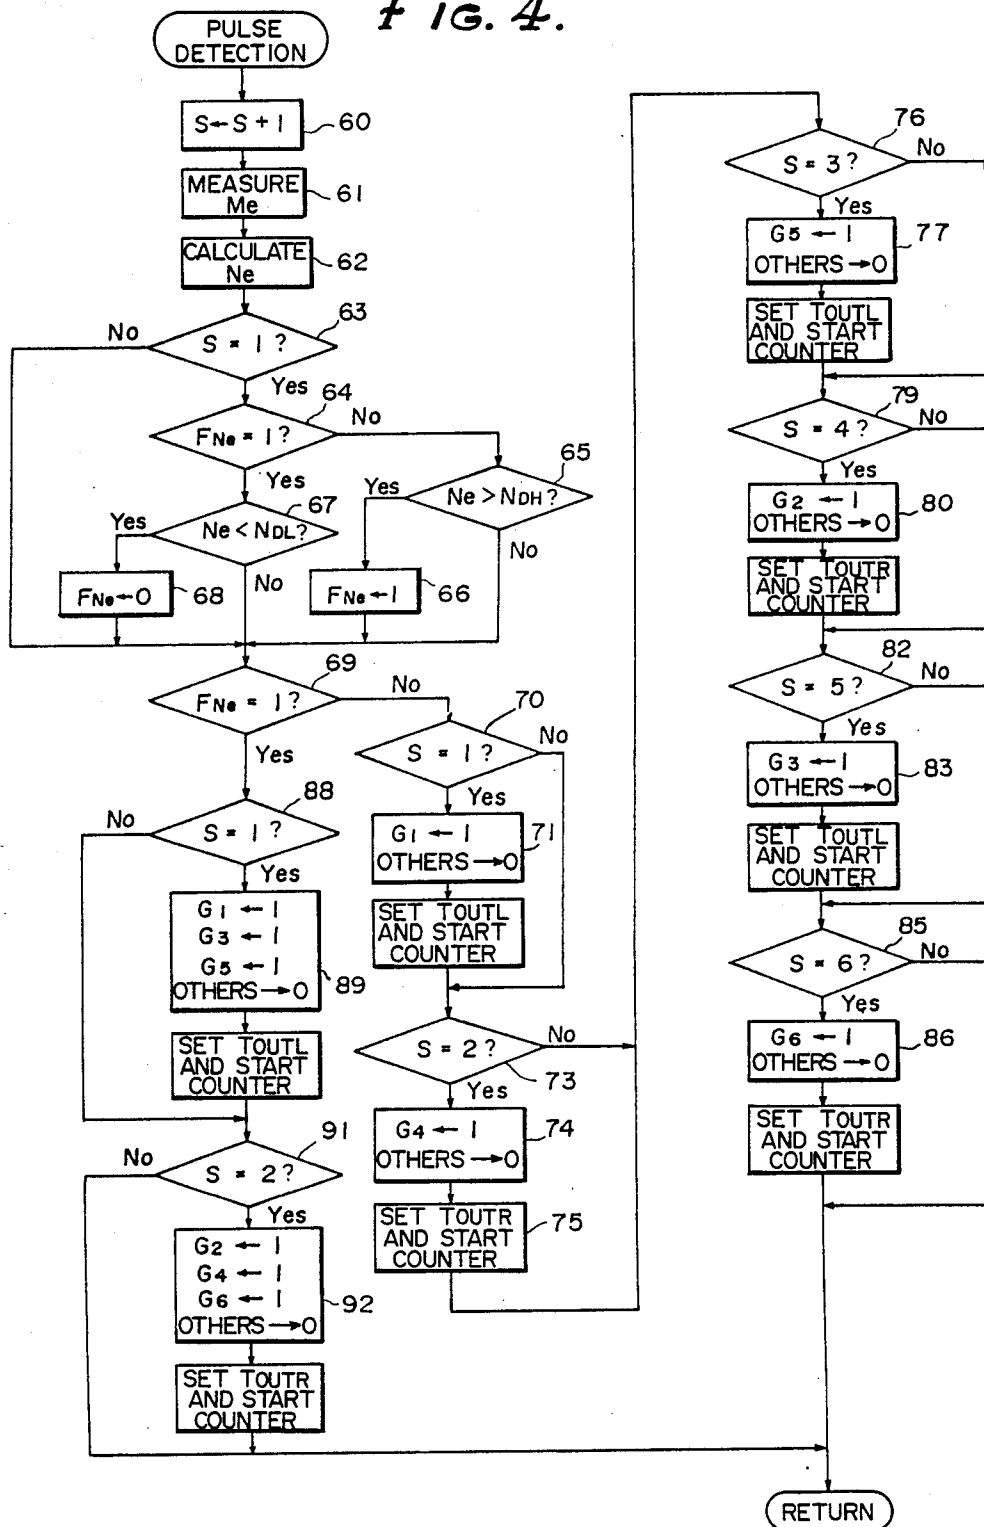 FIG. 4.
PULSE
DETECTION
S ← S + 1
60
MEASURE
Me
61
CALCULATE
Ne
62
63
No
S = 1 ?
Yes
64
No
FNe = 1 ?
65
Yes
Yes
Ne > NDH ?
67
Yes
Ne < NDL ?
No
No
FNe ← 0
68
FNe ← 1
66
69
FNe = 1 ?
No
70
S = 1 ?
No
Yes
Yes
G1 ← 1
OTHERS → 0
71
SET TOUTL
AND START
COUNTER
88
No
S = 1 ?
Yes
G1 ← 1
G3 ← 1
G5 ← 1
OTHERS → 0
89
SET TOUTL
AND START
COUNTER
S = 2 ?
No
73
Yes
G4 ← 1
OTHERS → 0
74
SET TOUTR
AND START
COUNTER
75
91
No
S = 2 ?
Yes
G2 ← 1
G4 ← 1
G6 ← 1
OTHERS → 0
92
SET TOUTR
AND START
COUNTER
76
No
S = 3 ?
Yes
G5 ← 1
OTHERS → 0
77
SET TOUTL
AND START
COUNTER
79
No
S = 4 ?
Yes
G2 ← 1
OTHERS → 0
80
SET TOUTR
AND START
COUNTER
82
No
S = 5 ?
Yes
G3 ← 1
OTHERS → 0
83
SET TOUTL
AND START
COUNTER
85
No
S = 6 ?
Yes
G6 ← 1
OTHERS → 0
86
SET TOUTR
AND START
COUNTER
RETURN